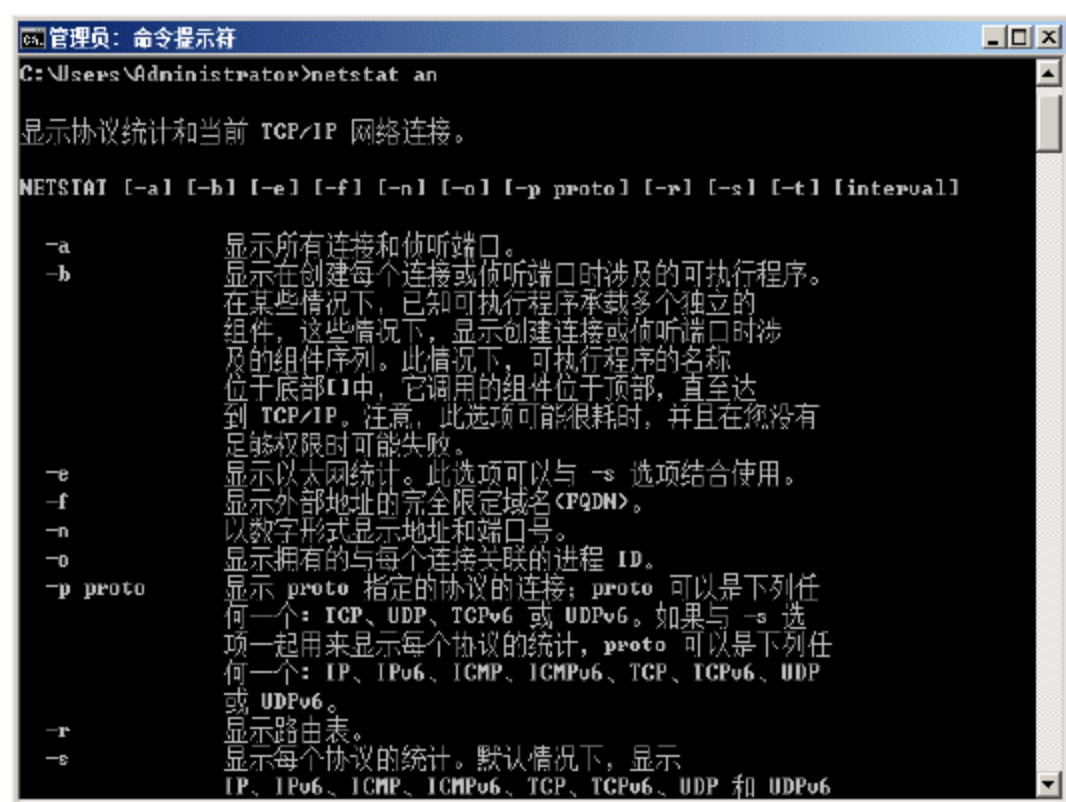 管理员: 命令提示符
C:\Users\Administrator>netstat an
显示协议统计和当前 TCP/IP 网络连接。
NETSTAT [-a] [-b] [-e] [-f] [-n] [-o] [-p proto] [-r] [-s] [-t] [interval]
-a 显示所有连接和侦听端口。
-b 显示在创建每个连接或侦听端口时涉及的可执行程序。
在某些情况下，已知可执行程序承载多个独立的
组件，这些情况下，显示创建连接或侦听端口时涉
及的组件序列。此情况下，可执行程序的名称
位于底部[]中，它调用的组件位于顶部，直至达
到 TCP/IP。注意，此选项可能很耗时，并且在您没有
足够权限时可能失败。
-e 显示以太网统计。此选项可以与 -s 选项结合使用。
-f 显示外部地址的完全限定域名(FQDN)。
-n 以数字形式显示地址和端口号。
-o 显示拥有的与每个连接关联的进程 ID。
-p proto 显示 proto 指定的协议的连接；proto 可以是下列任
何一个: TCP、UDP、TCPv6 或 UDPv6。如果与 -s 选
项一起用来显示每个协议的统计，proto 可以是下列任
何一个: IP、IPv6、ICMP、ICMPv6、TCP、TCPv6、UDP
或 UDPv6。
-r 显示路由表。
-s 显示每个协议的统计。默认情况下，显示
IP、IPv6、ICMP、ICMPv6、TCP、TCPv6、UDP 和 UDPv6